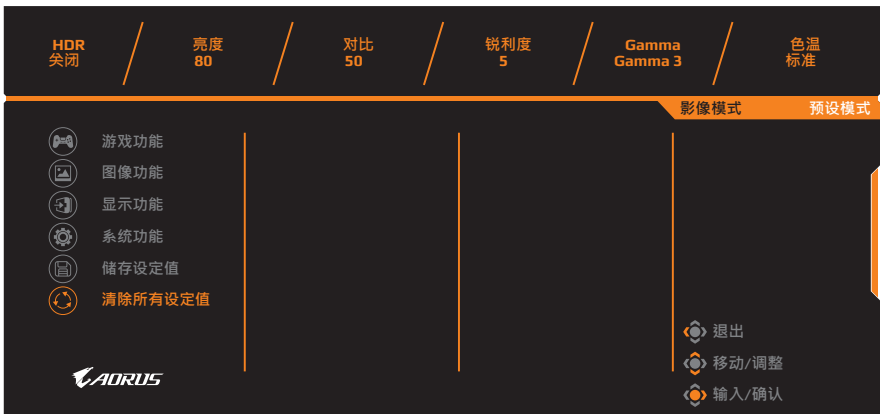 HDR
关闭
亮度
80
对比
50
锐利度
5
Gamma
Gamma 3
色温
标准
影像模式 预设模式
游戏功能
图像功能
显示功能
系统功能
储存设定值
清除所有设定值
退出
移动/调整
输入/确认
AORUS